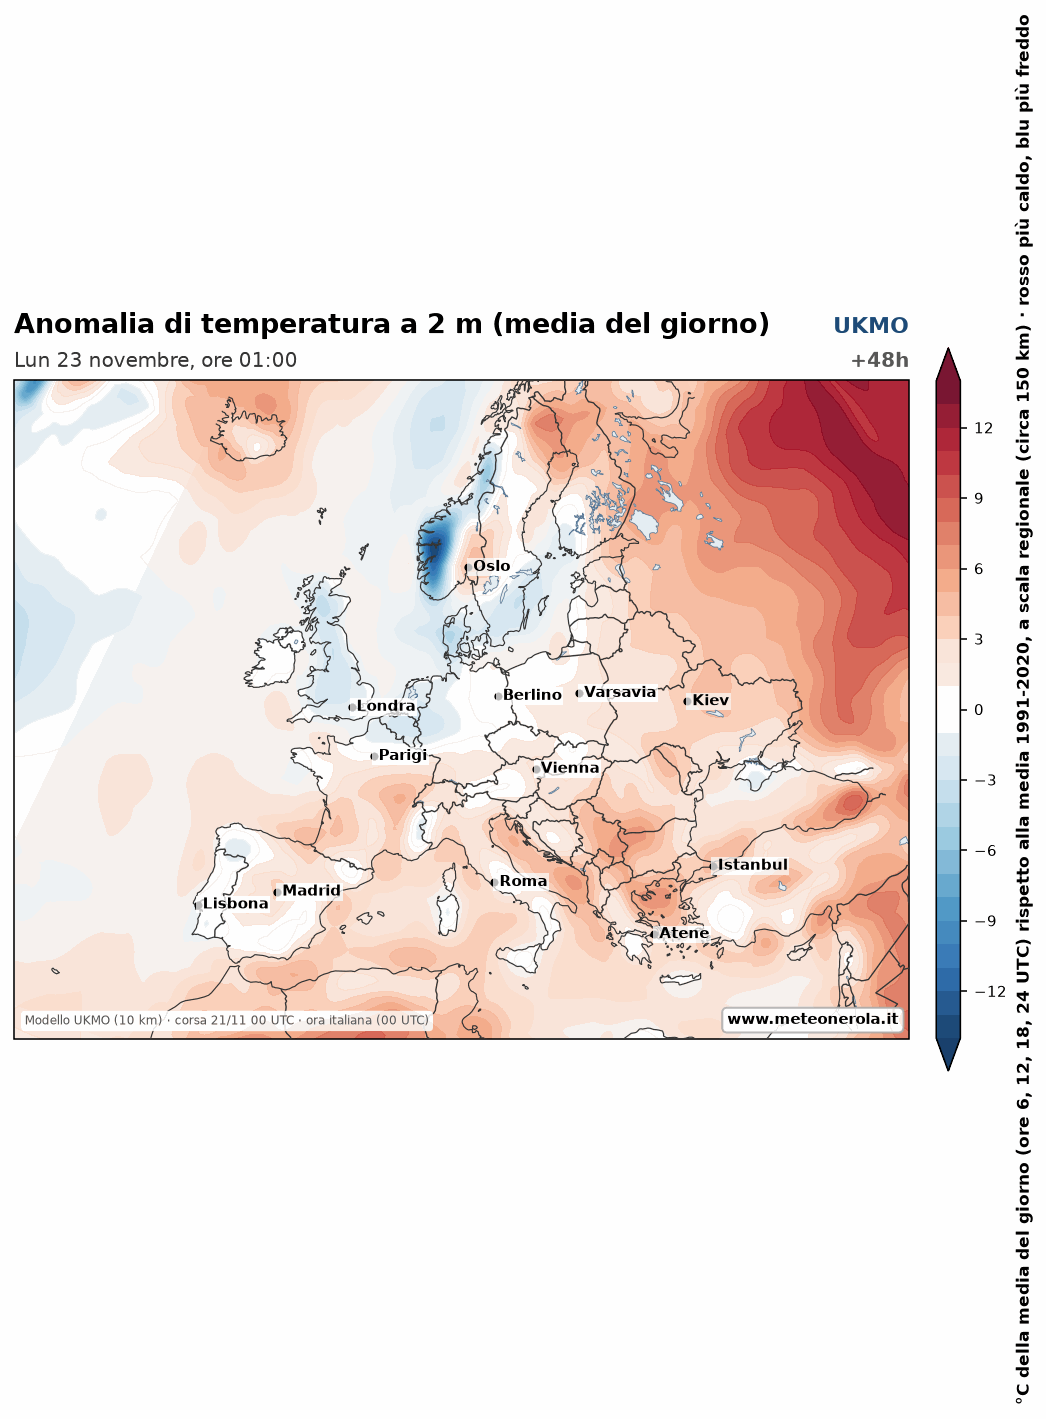 Anomalia di temperatura a 2 m (media del giorno)
UKMO
Lun 23 novembre, ore 01:00
+48h
Oslo
Londra
Berlino
Varsavia
Kiev
Parigi
Vienna
Madrid
Lisbona
Roma
Istanbul
Atene
Modello UKMO (10 km) · corsa 21/11 00 UTC · ora italiana (00 UTC)
www.meteonerola.it
12
9
6
3
0
−3
−6
−9
−12
°C della media del giorno (ore 6, 12, 18, 24 UTC) rispetto alla media 1991-2020, a scala regionale (circa 150 km) · rosso più caldo, blu più freddo